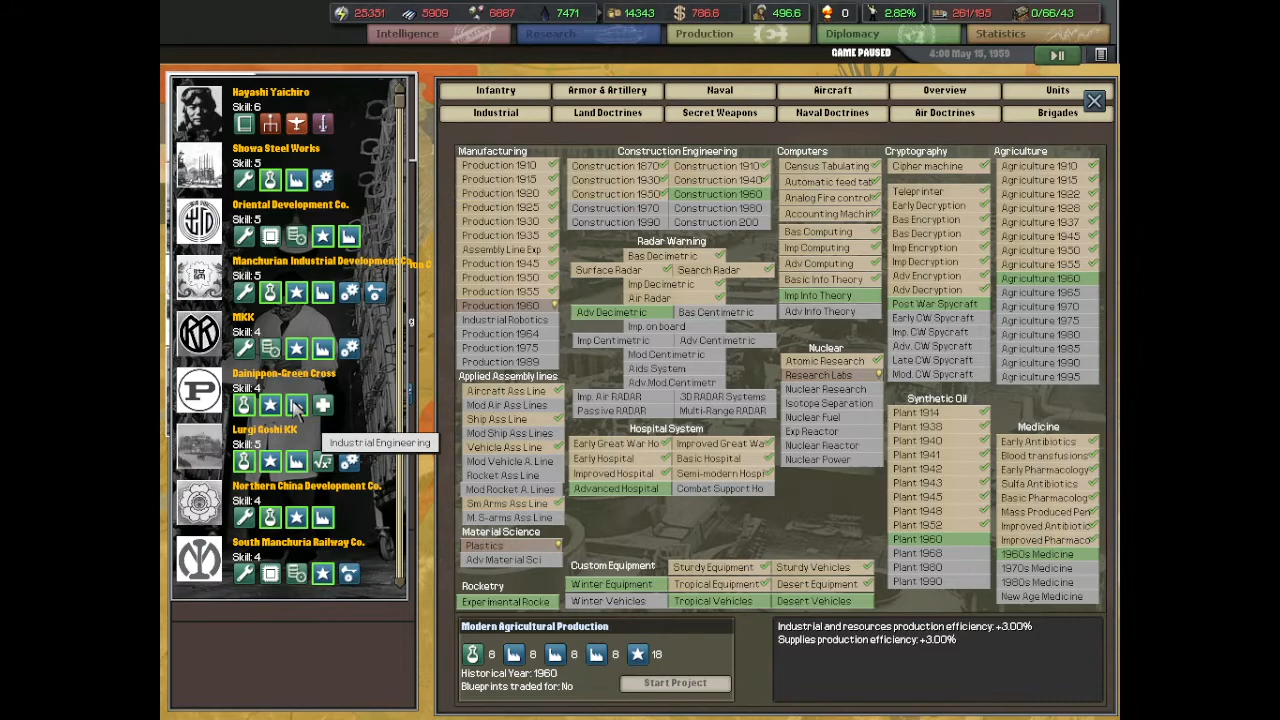 25351 5909 6887 7471 14343 786.6 496.6 0 2.82% 261/195 0/66/43
Intelligence Research Production Diplomacy Statistics
GAME PAUSED 4:00 May 15, 1959
Hayashi Yaichiro
Skill: 6
Showa Steel Works
Skill: 5
Oriental Development Co.
Skill: 5
Manchurian Industrial Development Co.
Skill: 5
MKK
Skill: 4
Dainippon-Green Cross
Skill: 4
Industrial Engineering
Lurgi Goshi KK
Skill: 5
Northern China Development Co.
Skill: 4
South Manchuria Railway Co.
Skill: 4
Infantry Armor & Artillery Naval Aircraft Overview Units
Industrial Land Doctrines Secret Weapons Naval Doctrines Air Doctrines Brigades
Manufacturing
Production 1910
Production 1915
Production 1920
Production 1925
Production 1930
Production 1935
Assembly Line Exp
Production 1945
Production 1950
Production 1955
Production 1960
Industrial Robotics
Production 1964
Production 1975
Production 1989
Applied Assembly lines
Aircraft Ass Line
Mod Air Ass Lines
Ship Ass Line
Mod Ship Ass Lines
Vehicle Ass Line
Mod Vehicle A. Line
Rocket Ass Line
Mod Rocket A. Lines
Sm Arms Ass Line
M. S-arms Ass Line
Material Science
Plastics
Adv Material Sci
Rocketry
Experimental Rocke
Construction Engineering
Construction 1870 Construction 1910
Construction 1930 Construction 1940
Construction 1950 Construction 1960
Construction 1970 Construction 1980
Construction 1990 Construction 200
Radar Warning
Bas Decimetric
Surface Radar Search Radar
Imp Decimetric
Air Radar
Adv Decimetric Bas Centimetric
Imp. on board
Imp Centimetric Adv Centimetric
Mod Centimetric
Aids System
Adv.Mod.Centimetr
Imp. Air RADAR 3D RADAR Systems
Passive RADAR Multi-Range RADAR
Hospital System
Early Great War Ho Improved Great Wa
Early Hospital Basic Hospital
Improved Hospital Semi-modern Hospi
Advanced Hospital Combat Support Ho
Custom Equipment Sturdy Equipment Sturdy Vehicles
Winter Equipment Tropical Equipment Desert Equipment
Winter Vehicles Tropical Vehicles Desert Vehicles
Computers
Census Tabulating
Automatic feed tab
Analog Fire control
Accounting Machin
Bas Computing
Imp Computing
Adv Computing
Basic Info Theory
Imp Info Theory
Adv Info Theory
Nuclear
Atomic Research
Research Labs
Nuclear Research
Isotope Separation
Nuclear Fuel
Exp Reactor
Nuclear Reactor
Nuclear Power
Cryptography
Cipher machine
Teleprinter
Early Decryption
Bas Encryption
Bas Decryption
Imp Encryption
Imp Decryption
Adv Encryption
Adv Decryption
Post War Spycraft
Early CW Spycraft
Imp. CW Spycraft
Adv. CW Spycraft
Late CW Spycraft
Mod. CW Spycraft
Synthetic Oil
Plant 1914
Plant 1938
Plant 1940
Plant 1941
Plant 1942
Plant 1943
Plant 1945
Plant 1948
Plant 1952
Plant 1960
Plant 1968
Plant 1980
Plant 1990
Agriculture
Agriculture 1910
Agriculture 1915
Agriculture 1922
Agriculture 1928
Agriculture 1937
Agriculture 1945
Agriculture 1950
Agriculture 1955
Agriculture 1960
Agriculture 1965
Agriculture 1970
Agriculture 1975
Agriculture 1980
Agriculture 1985
Agriculture 1990
Agriculture 1995
Medicine
Early Antibiotics
Blood transfusions
Early Pharmacology
Sulfa Antibiotics
Basic Pharmacolog
Mass Produced Pen
Improved Antibiotic
Improved Pharmaco
1960s Medicine
1970s Medicine
1980s Medicine
New Age Medicine
Modern Agricultural Production
8 8 8 8 18
Historical Year: 1960
Blueprints traded for: No
Start Project
Industrial and resources production efficiency: +3.00%
Supplies production efficiency: +3.00%